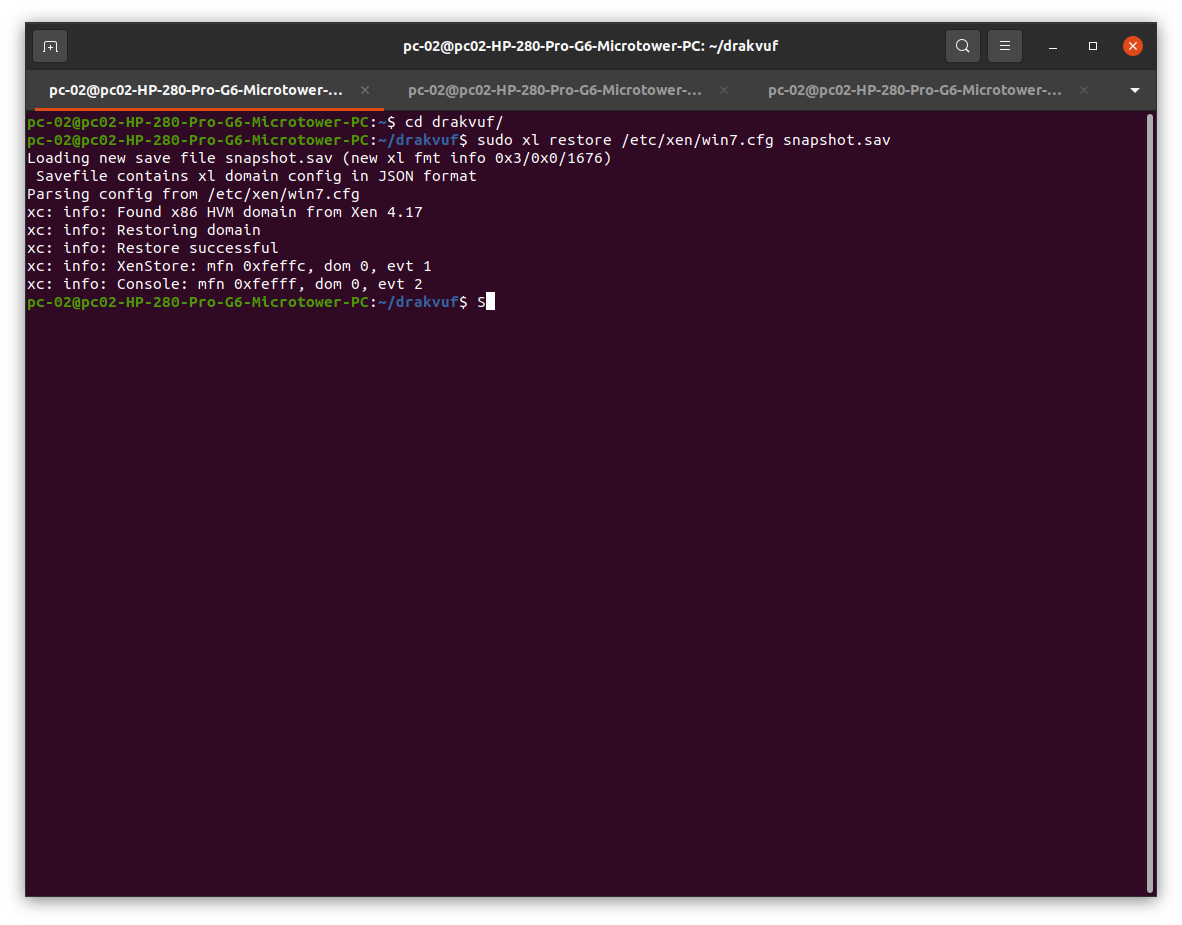 pc-02@pc02-HP-280-Pro-G6-Microtower-PC: ~/drakvuf
pc-02@pc02-HP-280-Pro-G6-Microtower-... pc-02@pc02-HP-280-Pro-G6-Microtower-... pc-02@pc02-HP-280-Pro-G6-Microtower-...
pc-02@pc02-HP-280-Pro-G6-Microtower-PC:~$ cd drakvuf/
pc-02@pc02-HP-280-Pro-G6-Microtower-PC:~/drakvuf$ sudo xl restore /etc/xen/win7.cfg snapshot.sav
Loading new save file snapshot.sav (new xl fmt info 0x3/0x0/1676)
 Savefile contains xl domain config in JSON format
Parsing config from /etc/xen/win7.cfg
xc: info: Found x86 HVM domain from Xen 4.17
xc: info: Restoring domain
xc: info: Restore successful
xc: info: XenStore: mfn 0xfeffc, dom 0, evt 1
xc: info: Console: mfn 0xfefff, dom 0, evt 2
pc-02@pc02-HP-280-Pro-G6-Microtower-PC:~/drakvuf$ S